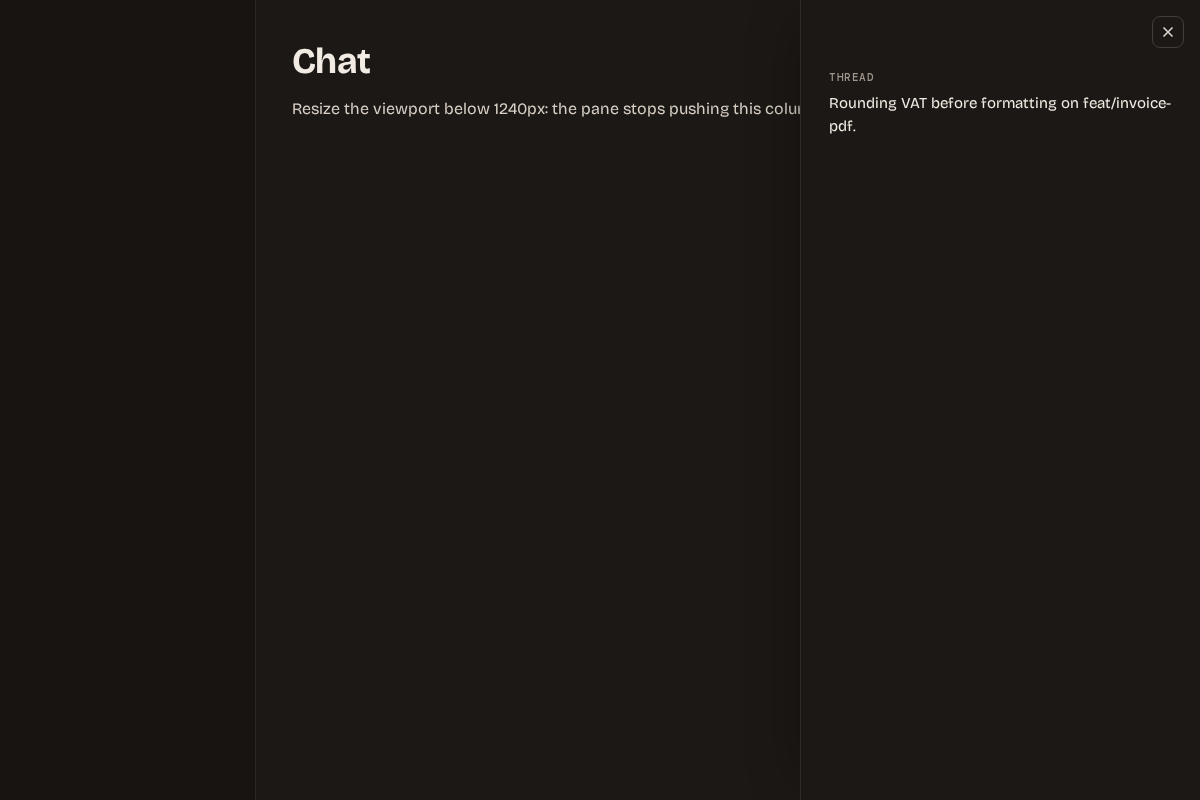 Chat
Resize the viewport below 1240px: the pane stops pushing this
THREAD
Rounding VAT before formatting on feat/invoice-
pdf.